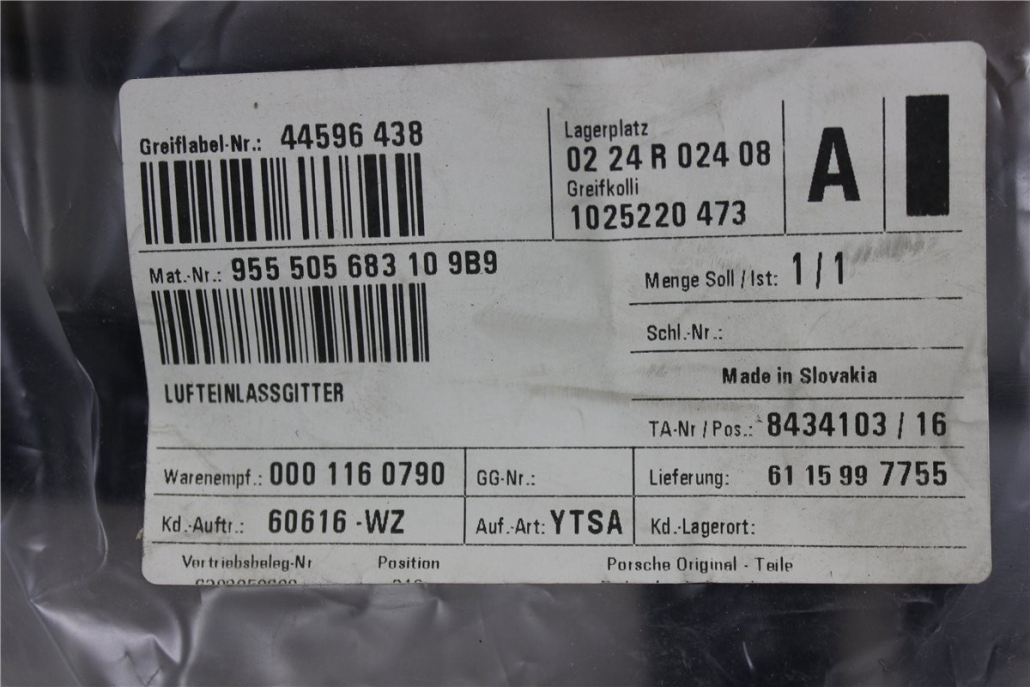 Greiflabel-Nr.: 44596 438
Lagerplatz
02 24 R 024 08
Greifkolli
1025220 473
A
Mat.-Nr.: 955 505 683 10 9B9
Menge Soll / Ist: 1 / 1
Schl.-Nr.:
Made in Slovakia
LUFTEINLASSGITTER
TA-Nr / Pos.: 8434103 / 16
Warenempf.: 000 116 0790
GG-Nr.:
Lieferung: 61 15 99 7755
Kd.-Auftr.: 60616 -WZ
Auf.-Art: YTSA
Kd.-Lagerort:
Vertriebsbeleg-Nr Position Porsche Original - Teile